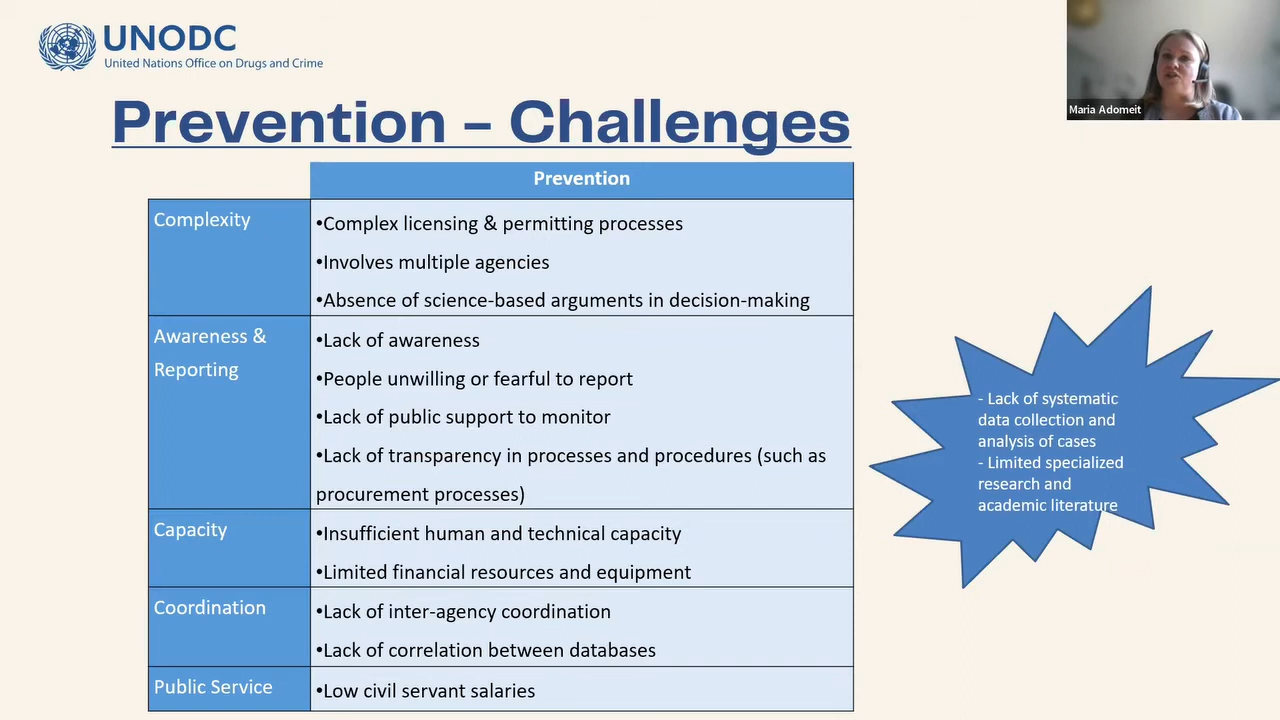 UNODC
United Nations Office on Drugs and Crime
Maria Adomeit
Prevention – Challenges
Prevention
Complexity
•Complex licensing & permitting processes
•Involves multiple agencies
•Absence of science-based arguments in decision-making
Awareness &
Reporting
•Lack of awareness
•People unwilling or fearful to report
•Lack of public support to monitor
•Lack of transparency in processes and procedures (such as
procurement processes)
Capacity
•Insufficient human and technical capacity
•Limited financial resources and equipment
Coordination
•Lack of inter-agency coordination
•Lack of correlation between databases
Public Service
•Low civil servant salaries
- Lack of systematic
data collection and
analysis of cases
- Limited specialized
research and
academic literature